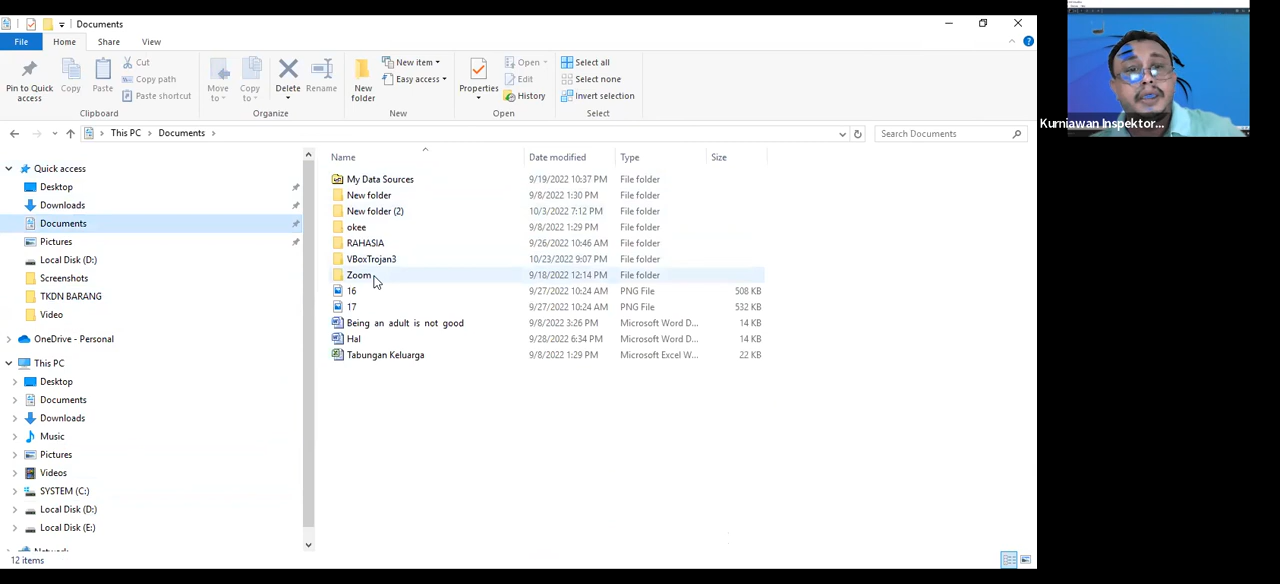 Documents
File Home Share View
Pin to Quick access
Copy
Paste
Cut
Copy path
Paste shortcut
Clipboard
Move to
Copy to
Delete
Rename
Organize
New folder
New item
Easy access
New
Properties
Open
Edit
History
Open
Select all
Select none
Invert selection
Select
This PC > Documents >
Search Documents
Quick access
Desktop
Downloads
Documents
Pictures
Local Disk (D:)
Screenshots
TKDN BARANG
Video
OneDrive - Personal
This PC
Desktop
Documents
Downloads
Music
Pictures
Videos
SYSTEM (C:)
Local Disk (D:)
Local Disk (E:)
12 items
Name Date modified Type Size
My Data Sources 9/19/2022 10:37 PM File folder
New folder 9/8/2022 1:30 PM File folder
New folder (2) 10/3/2022 7:12 PM File folder
okee 9/8/2022 1:29 PM File folder
RAHASIA 9/26/2022 10:46 AM File folder
VBoxTrojan3 10/23/2022 9:07 PM File folder
Zoom 9/18/2022 12:14 PM File folder
16 9/27/2022 10:24 AM PNG File 508 KB
17 9/27/2022 10:24 AM PNG File 532 KB
Being an adult is not good 9/8/2022 3:26 PM Microsoft Word D... 14 KB
Hal 9/28/2022 6:34 PM Microsoft Word D... 14 KB
Tabungan Keluarga 9/8/2022 1:29 PM Microsoft Excel W... 22 KB
Kurniawan Inspektor...